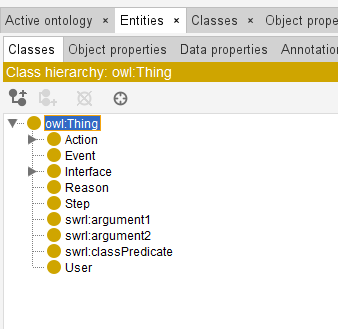 Active ontology × Entities × Classes × Object prope
Classes Object properties Data properties Annotation
Class hierarchy: owl:Thing
owl:Thing
Action
Event
Interface
Reason
Step
swrl:argument1
swrl:argument2
swrl:classPredicate
User